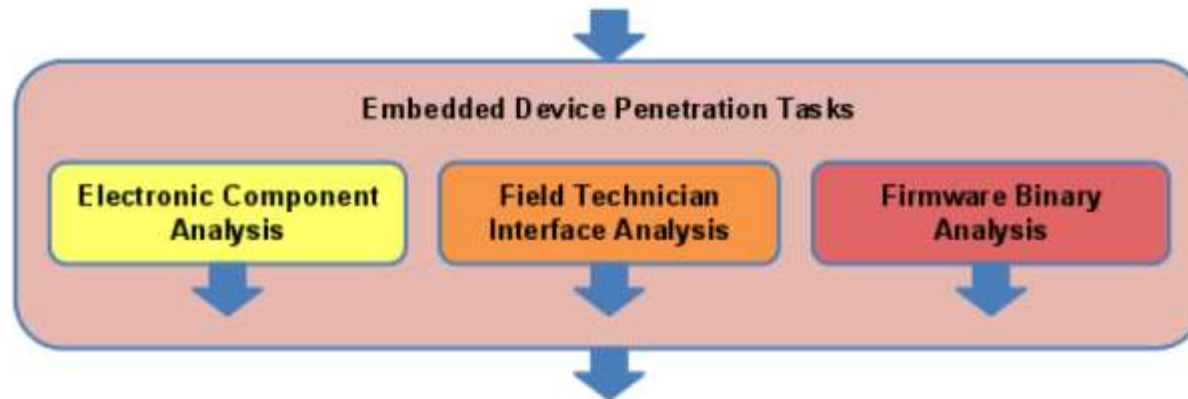 Embedded Device Penetration Tasks
Electronic Component
Analysis
Field Technician
Interface Analysis
Firmware Binary
Analysis